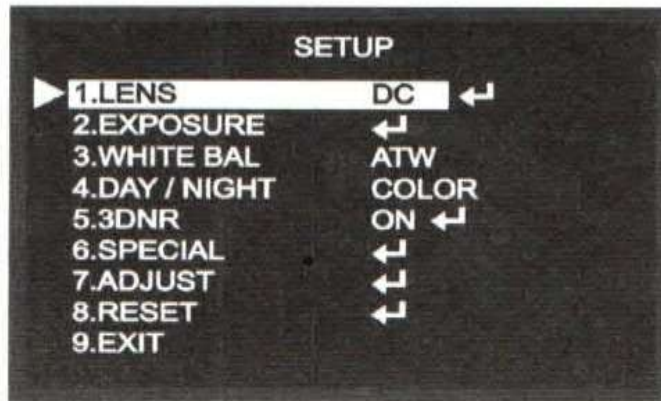 SETUP
1.LENS DC
2.EXPOSURE
3.WHITE BAL ATW
4.DAY / NIGHT COLOR
5.3DNR ON
6.SPECIAL
7.ADJUST
8.RESET
9.EXIT